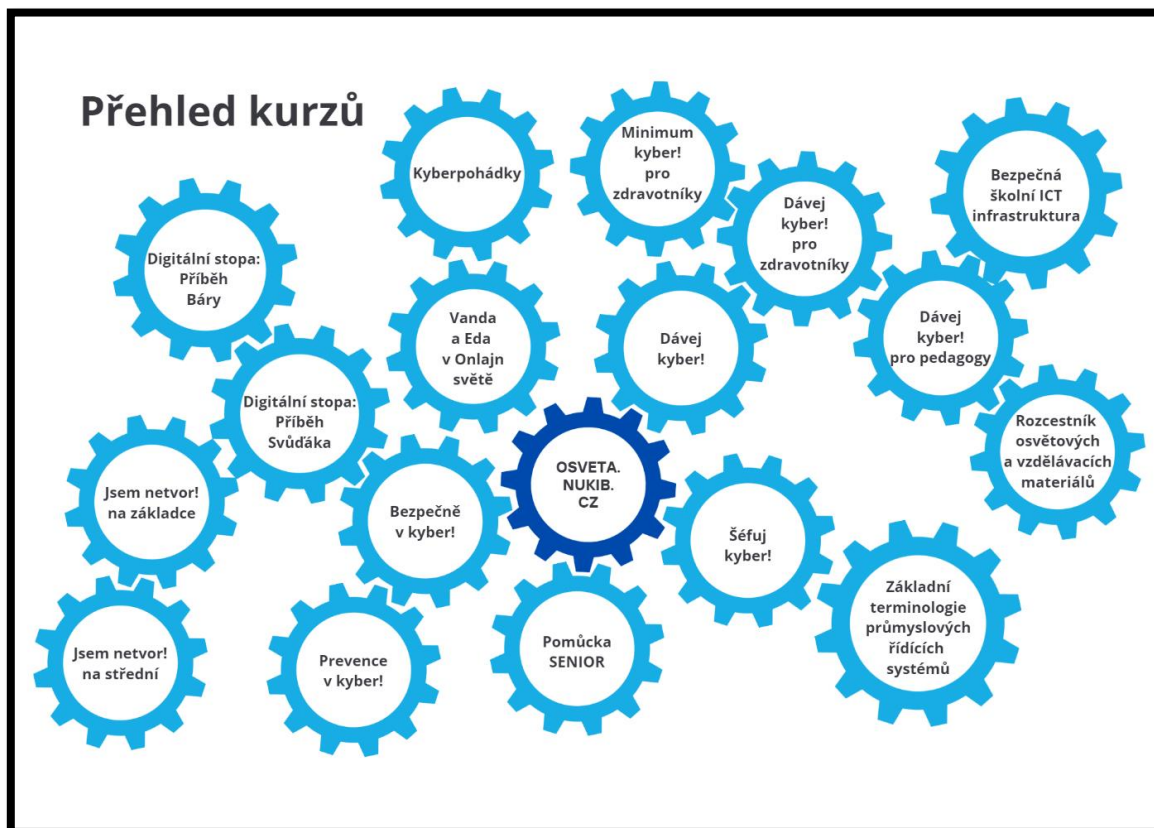 Přehled kurzů
Kyberpohádky
Minimum
kyber!
pro
zdravotníky
Dávej
kyber!
pro
zdravotníky
Bezpečná
školní ICT
infrastruktura
Digitální stopa:
Příběh
Báry
Vanda
a Eda
v Onlajn
světě
Dávej
kyber!
Dávej
kyber!
pro pedagogy
Digitální stopa:
Příběh
Svůďáka
Rozcestník
osvětových
a vzdělávacích
materiálů
Jsem netvor!
na základce
Bezpečně
v kyber!
OSVETA.
NUKIB.
CZ
Šéfuj
kyber!
Základní
terminologie
průmyslových
řídících
systémů
Jsem netvor!
na střední
Prevence
v kyber!
Pomůcka
SENIOR